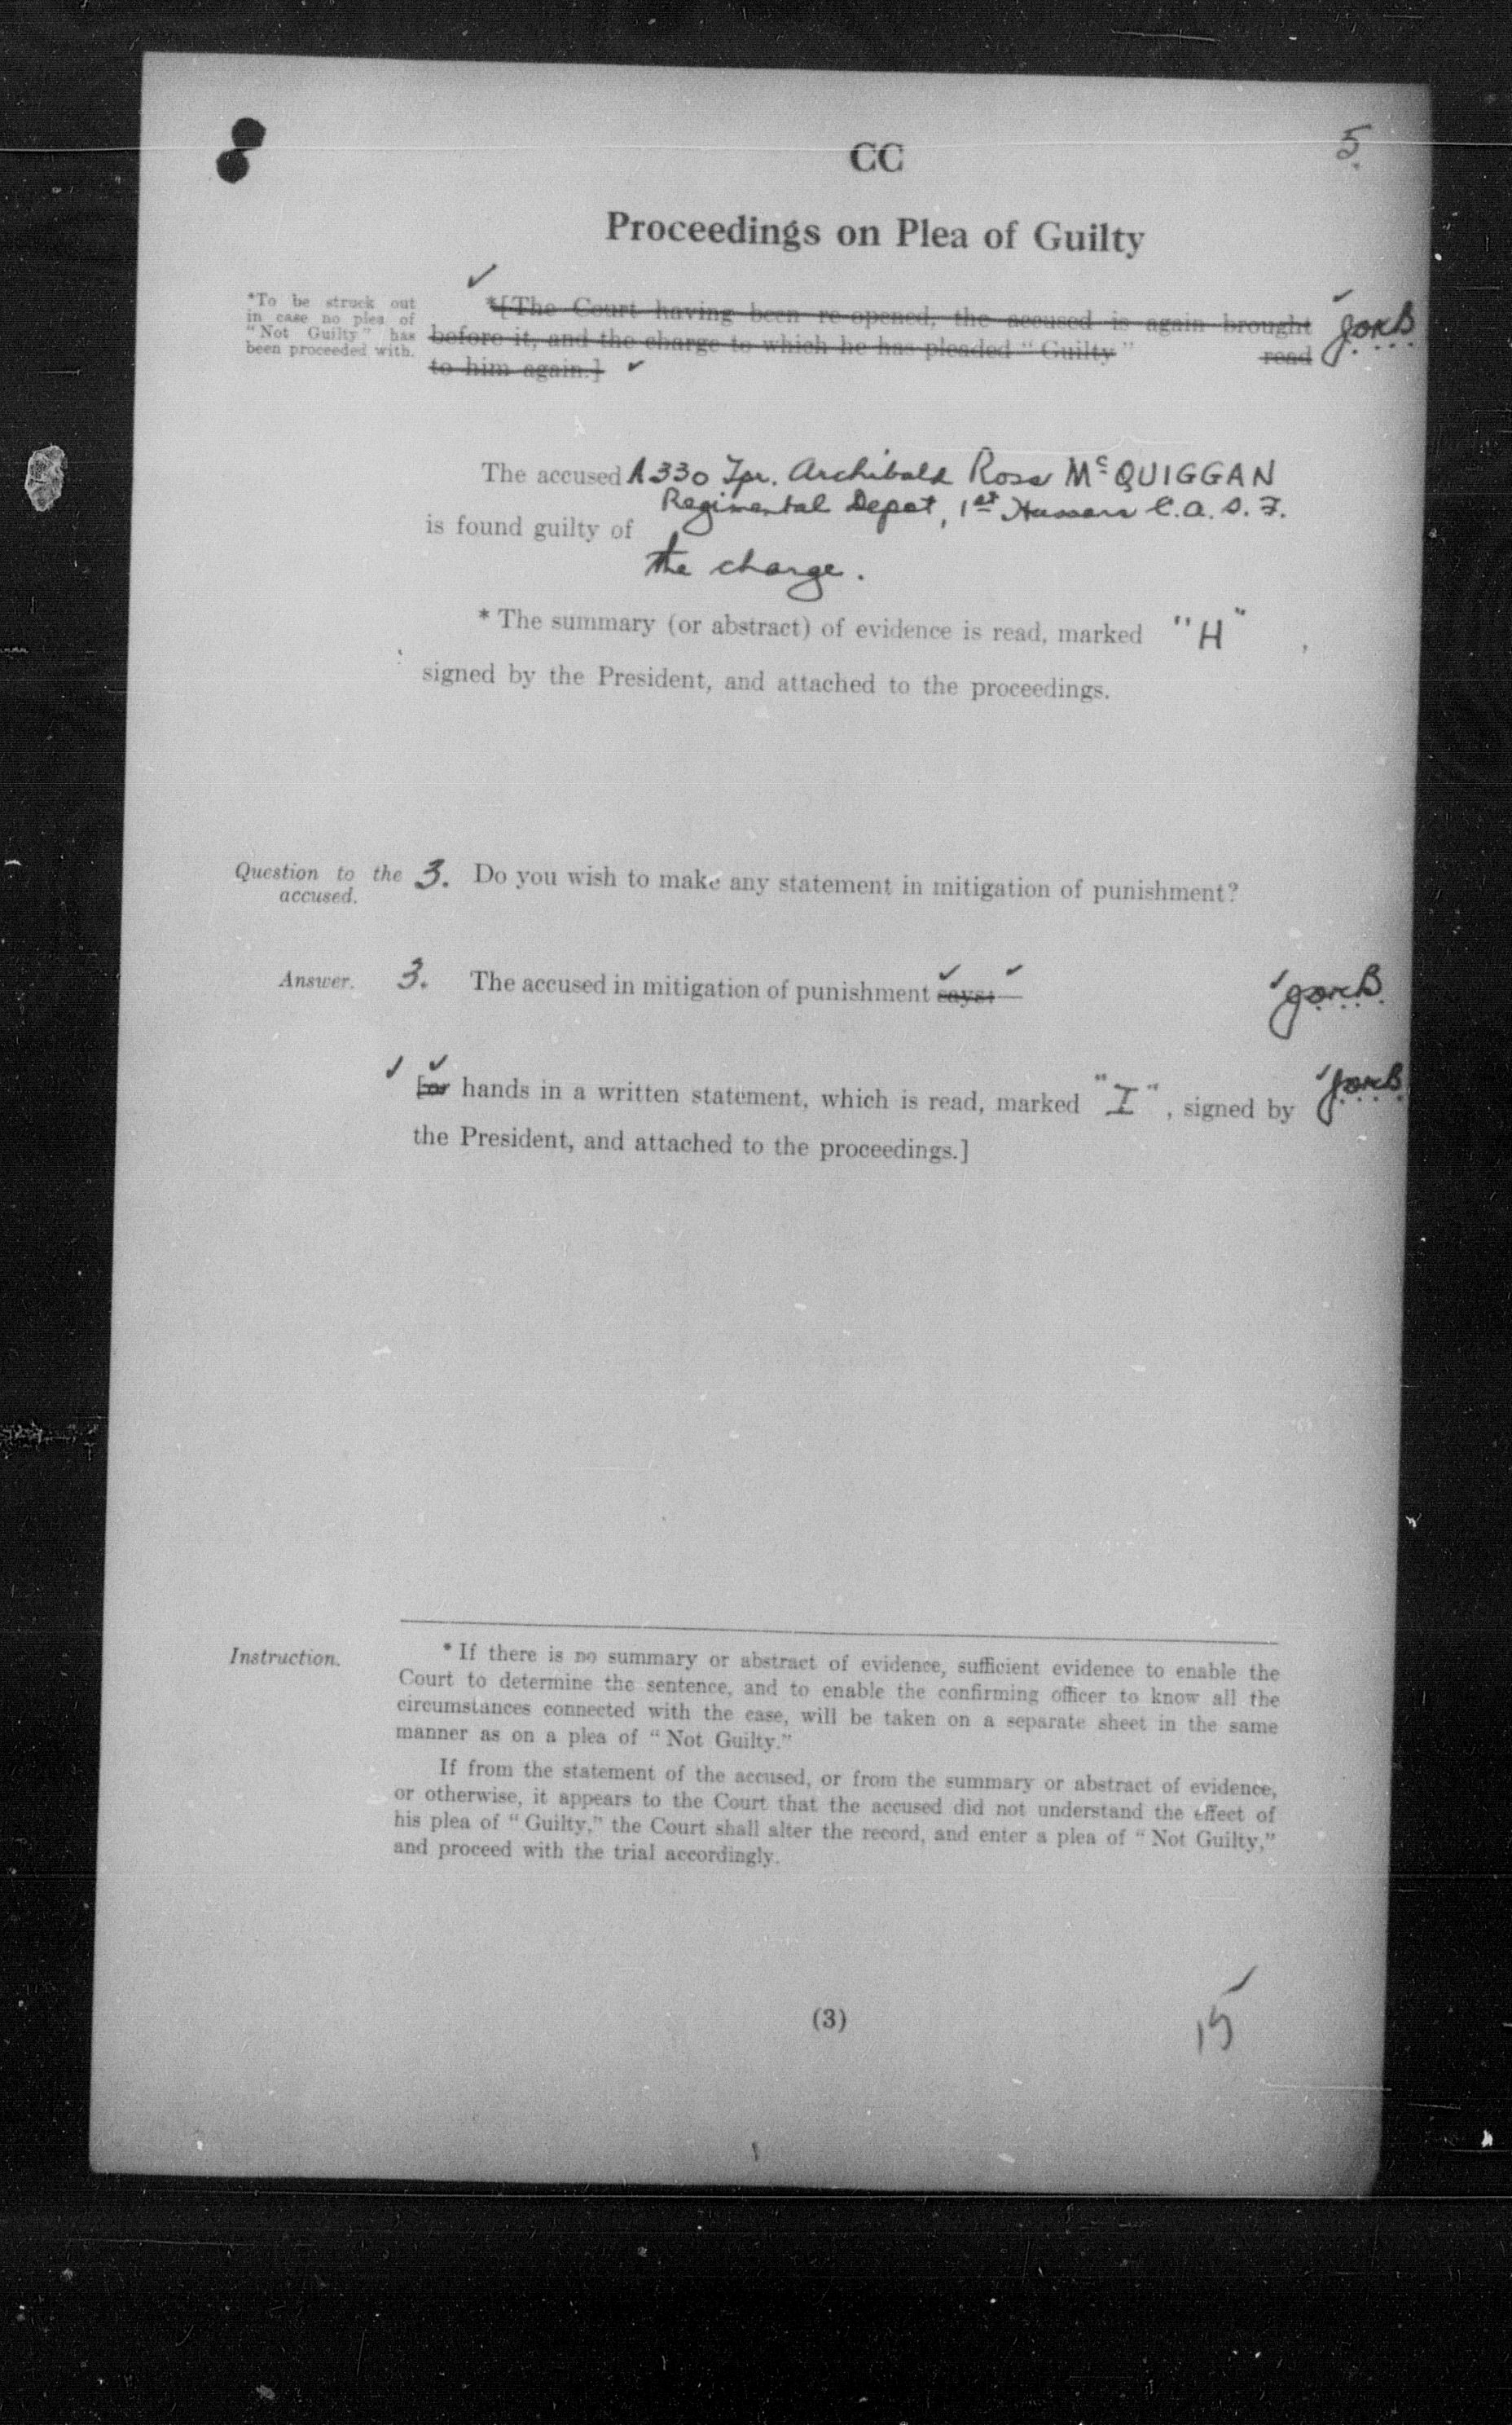 CC
5.
Proceedings on Plea of Guilty
*To be struck out
in case no plea of
"Not Guilty" has
been proceeded with.
*[The Court having been re-opened, the accused is again brought
before it, and the charge to which he has pleaded "Guilty" read
to him again.]
The accused A330 Tpr. Archibald Ross McQUIGGAN
Regimental Depot, 1st Hussars C.A.S.F.
is found guilty of
the charge.
* The summary (or abstract) of evidence is read, marked "H",
signed by the President, and attached to the proceedings.
Question to the accused.
3. Do you wish to make any statement in mitigation of punishment?
Answer. 3. The accused in mitigation of punishment says:—
[or hands in a written statement, which is read, marked "I", signed by
the President, and attached to the proceedings.]
Instruction.
* If there is no summary or abstract of evidence, sufficient evidence to enable the
Court to determine the sentence, and to enable the confirming officer to know all the
circumstances connected with the case, will be taken on a separate sheet in the same
manner as on a plea of "Not Guilty."
If from the statement of the accused, or from the summary or abstract of evidence,
or otherwise, it appears to the Court that the accused did not understand the effect of
his plea of "Guilty," the Court shall alter the record, and enter a plea of "Not Guilty,"
and proceed with the trial accordingly.
(3)
15